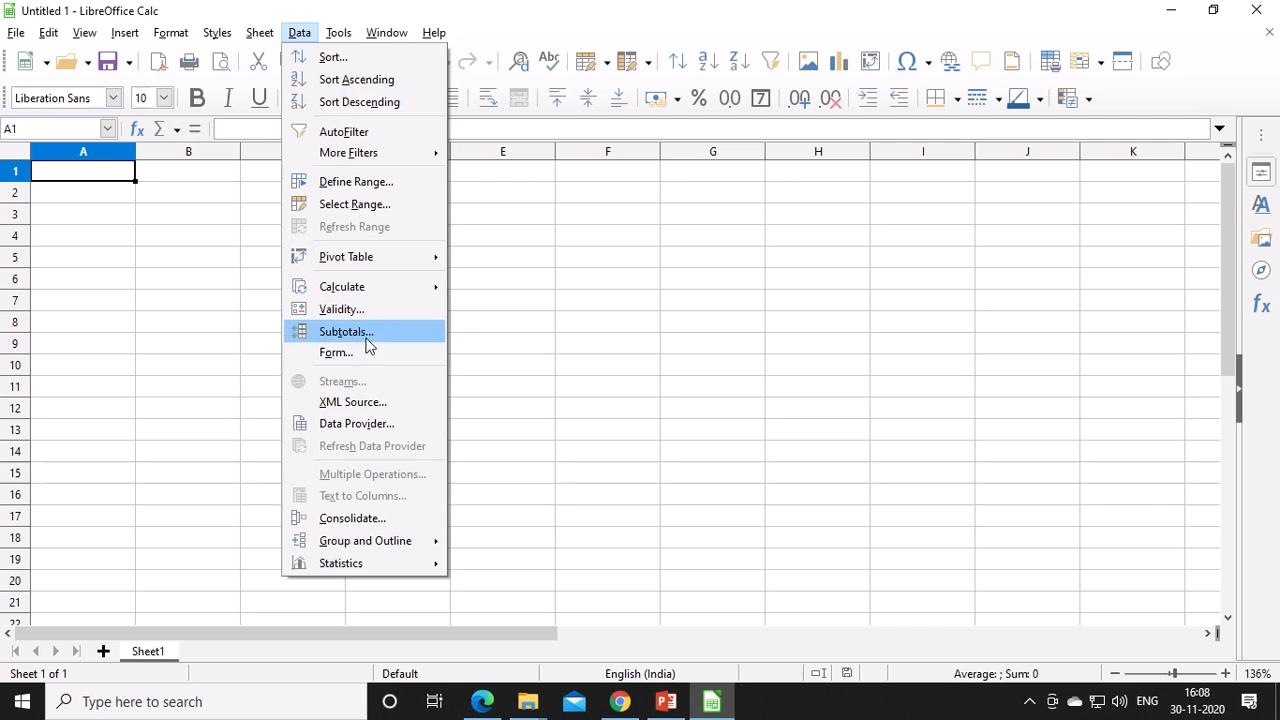 Untitled 1 - LibreOffice Calc
File Edit View Insert Format Styles Sheet Data Tools Window Help
Liberation Sans 10
A1
A B E F G H I J K
Sort...
Sort Ascending
Sort Descending
AutoFilter
More Filters
Define Range...
Select Range...
Refresh Range
Pivot Table
Calculate
Validity...
Subtotals...
Form...
Streams...
XML Source...
Data Provider...
Refresh Data Provider
Multiple Operations...
Text to Columns...
Consolidate...
Group and Outline
Statistics
1
2
3
4
5
6
7
8
9
10
11
12
13
14
15
16
17
18
19
20
21
22
Sheet1
Sheet 1 of 1 Default English (India) Average: ; Sum: 0 136%
Type here to search
ENG
16:08
30-11-2020